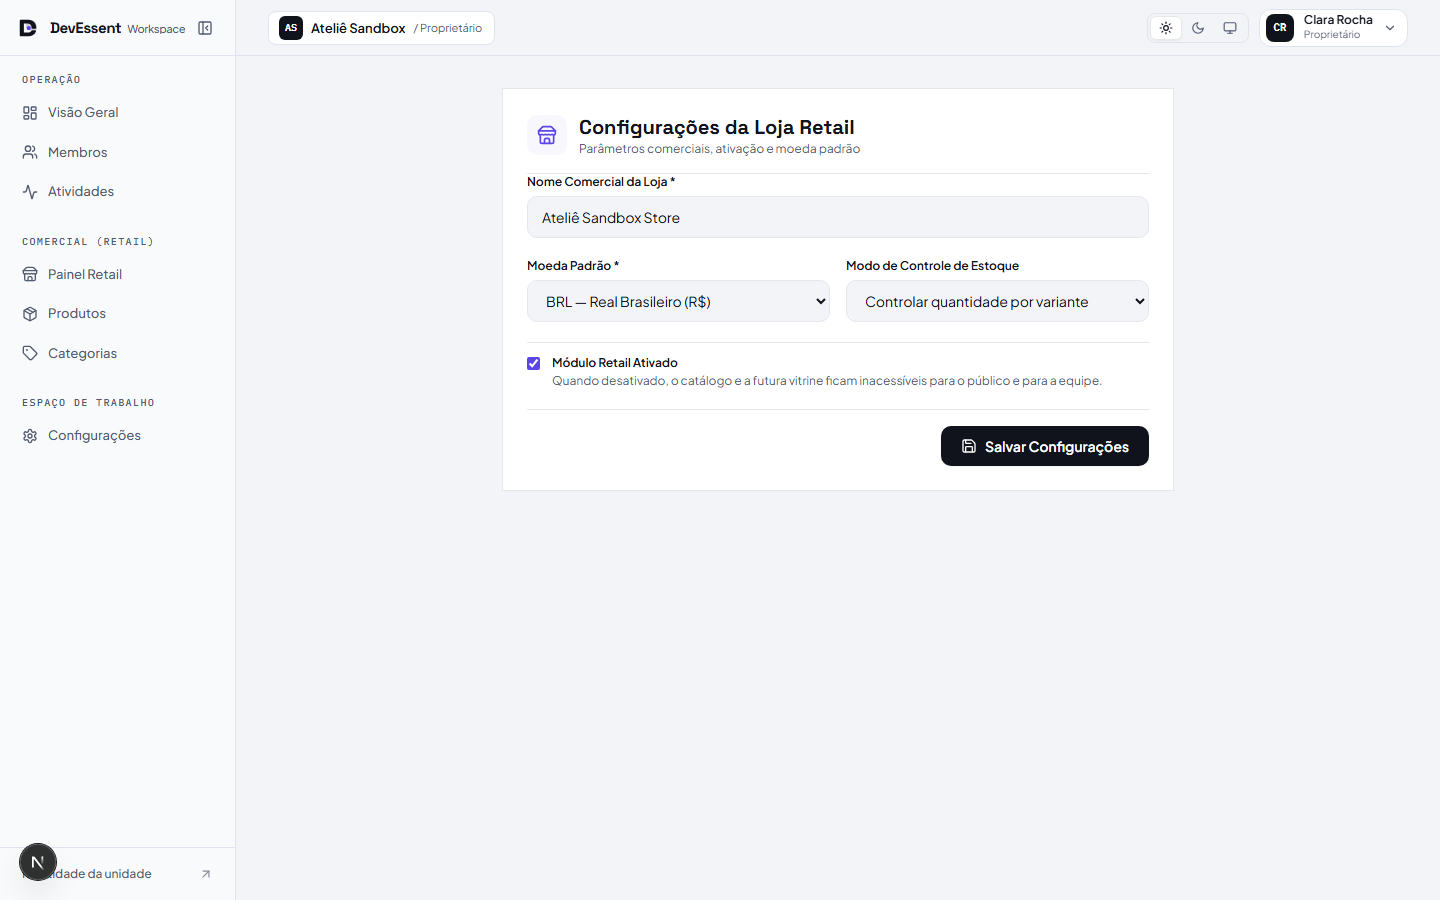 DevEssent Workspace
AS Ateliê Sandbox / Proprietário
CR Clara Rocha
Proprietário
OPERAÇÃO
Visão Geral
Membros
Atividades
COMERCIAL (RETAIL)
Painel Retail
Produtos
Categorias
ESPAÇO DE TRABALHO
Configurações
Configurações da Loja Retail
Parâmetros comerciais, ativação e moeda padrão
Nome Comercial da Loja *
Ateliê Sandbox Store
Moeda Padrão *
Modo de Controle de Estoque
BRL — Real Brasileiro (R$)
Controlar quantidade por variante
Módulo Retail Ativado
Quando desativado, o catálogo e a futura vitrine ficam inacessíveis para o público e para a equipe.
Salvar Configurações
N
da unidade